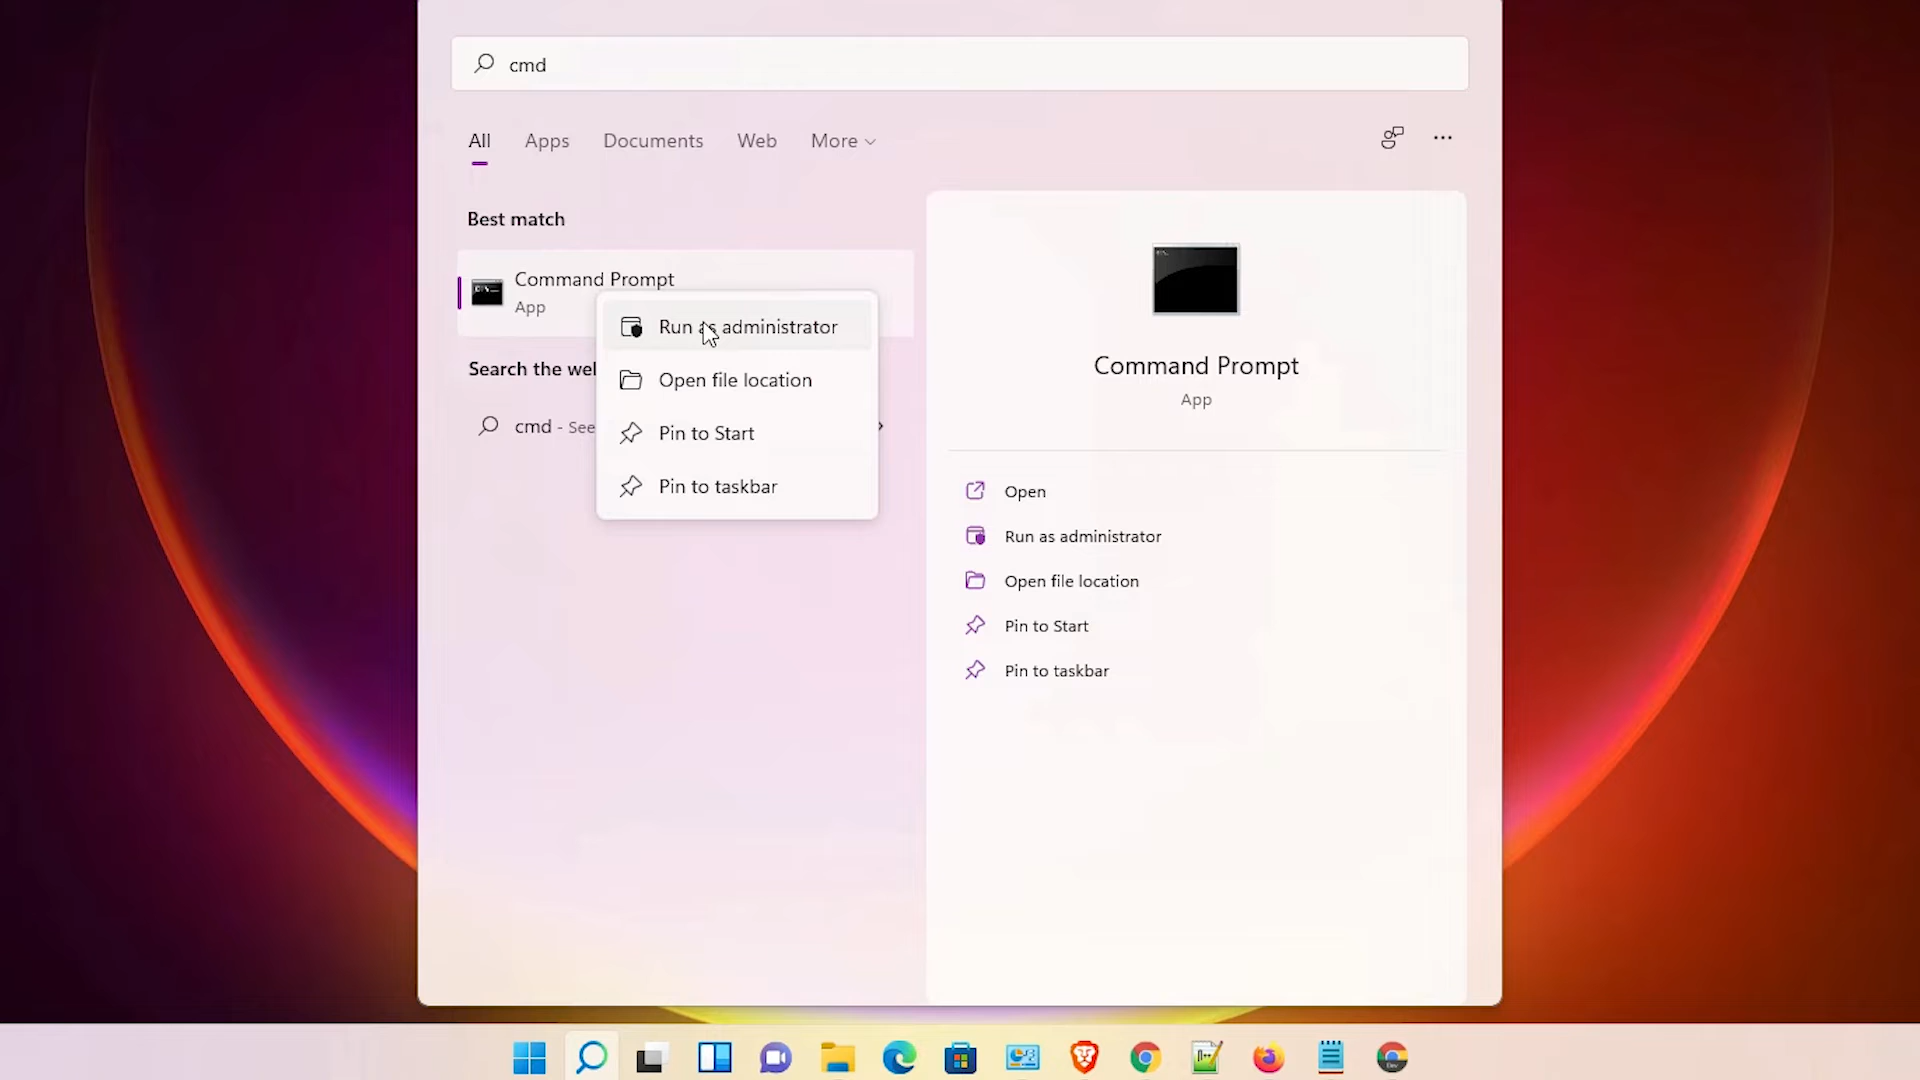 cmd
All
Apps
Documents
Web
More
Best match
Command Prompt
App
Search the we
cmd - See
Run as administrator
Open file location
Pin to Start
Pin to taskbar
Command Prompt
App
Open
Run as administrator
Open file location
Pin to Start
Pin to taskbar
Dev